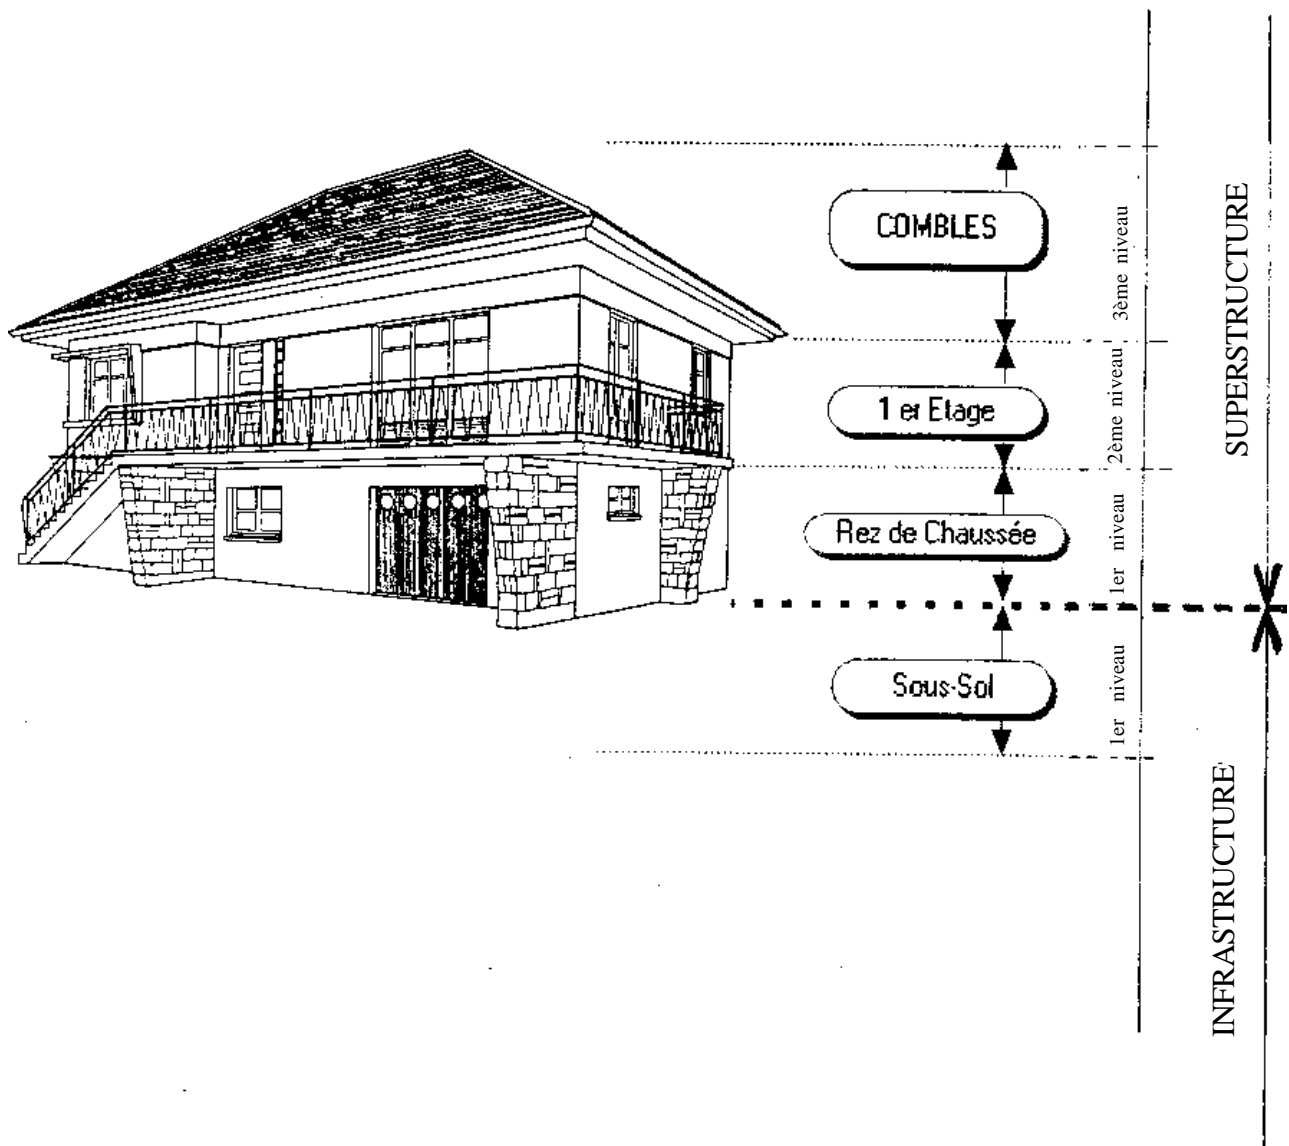 COMBLES
3ème niveau
SUPERSTRUCTURE
1 er Etage
2ème niveau
Rez de Chaussée
1er niveau
Sous-Sol
1er niveau
INFRASTRUCTURE